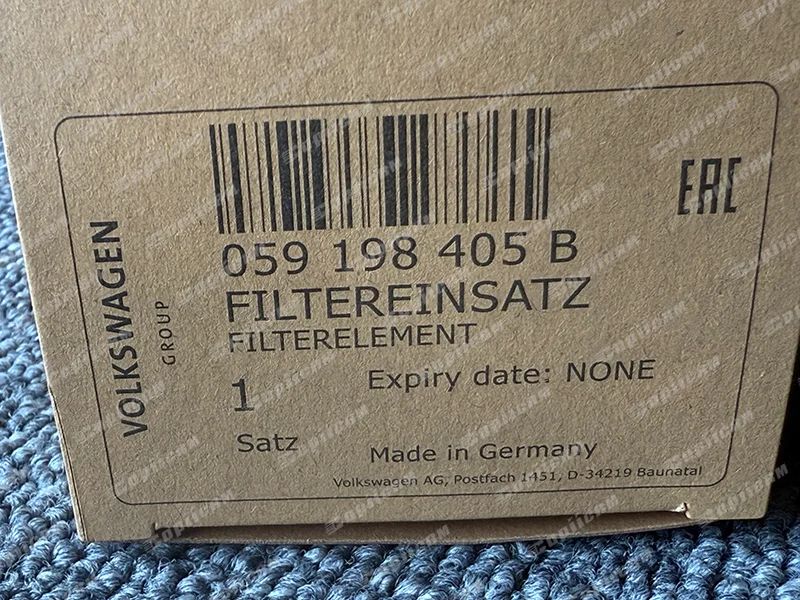 VOLKSWAGEN
GROUP
EAC
059 198 405 B
FILTEREINSATZ
FILTERELEMENT
1
Expiry date: NONE
Satz
Made in Germany
Volkswagen AG, Postfach 1451, D-34219 Baunatal